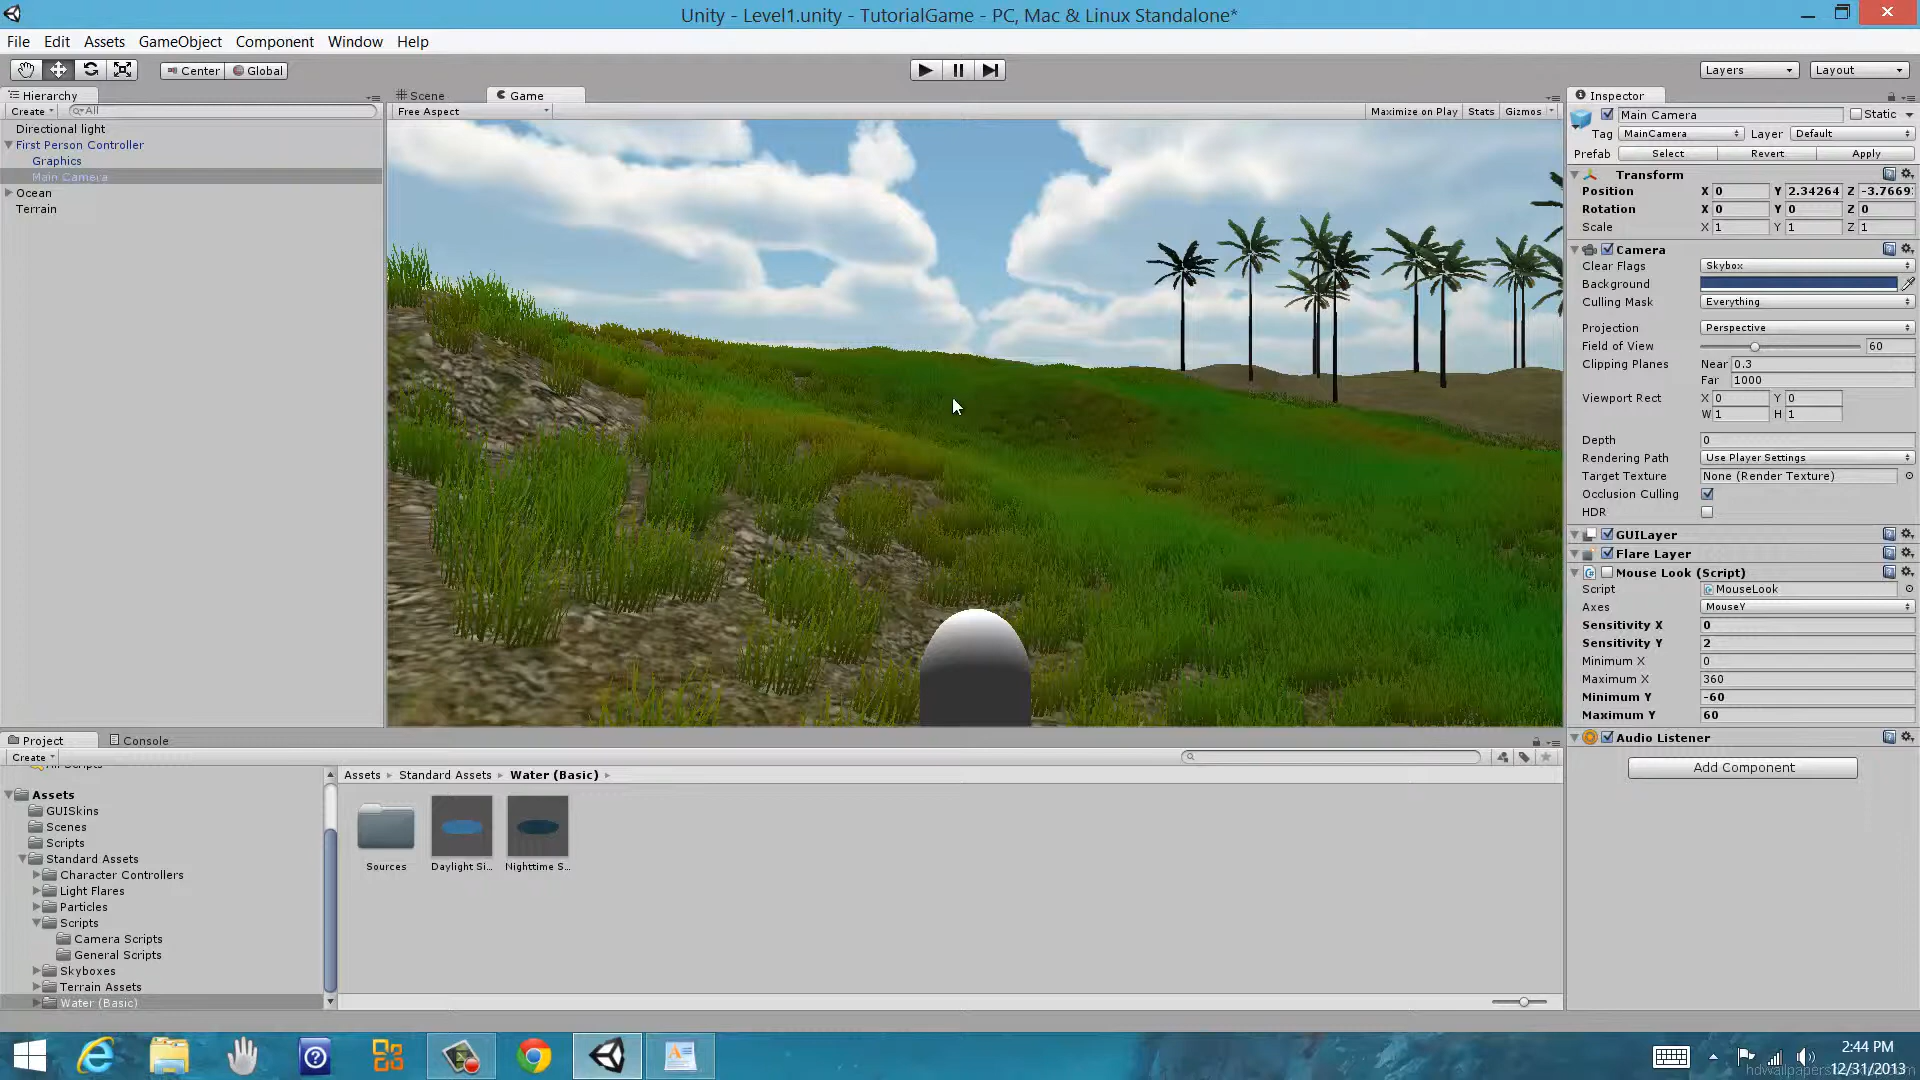 Unity - Level1.unity - TutorialGame - PC, Mac & Linux Standalone*
File Edit Assets GameObject Component Window Help
Center Global Layers Layout
Hierarchy
Create All
Directional light
First Person Controller
Graphics
Main Camera
Ocean
Terrain
Scene Game
Free Aspect Maximize on Play Stats Gizmos
Inspector
Main Camera Static
Tag MainCamera Layer Default
Prefab Select Revert Apply
Transform
Position X 0 Y 2.34264 Z -3.7669
Rotation X 0 Y 0 Z 0
Scale X 1 Y 1 Z 1
Camera
Clear Flags Skybox
Background
Culling Mask Everything
Projection Perspective
Field of View 60
Clipping Planes Near 0.3
Far 1000
Viewport Rect X 0 Y 0
W 1 H 1
Depth 0
Rendering Path Use Player Settings
Target Texture None (Render Texture)
Occlusion Culling
HDR
GUILayer
Flare Layer
Mouse Look (Script)
Script MouseLook
Axes MouseY
Sensitivity X 0
Sensitivity Y 2
Minimum X 0
Maximum X 360
Minimum Y -60
Maximum Y 60
Audio Listener
Add Component
Project Console
Create
Assets
GUISkins
Scenes
Scripts
Standard Assets
Character Controllers
Light Flares
Particles
Scripts
Camera Scripts
General Scripts
Skyboxes
Terrain Assets
Water (Basic)
Assets Standard Assets Water (Basic)
Sources Daylight Si... Nighttime S...
2:44 PM
12/31/2013